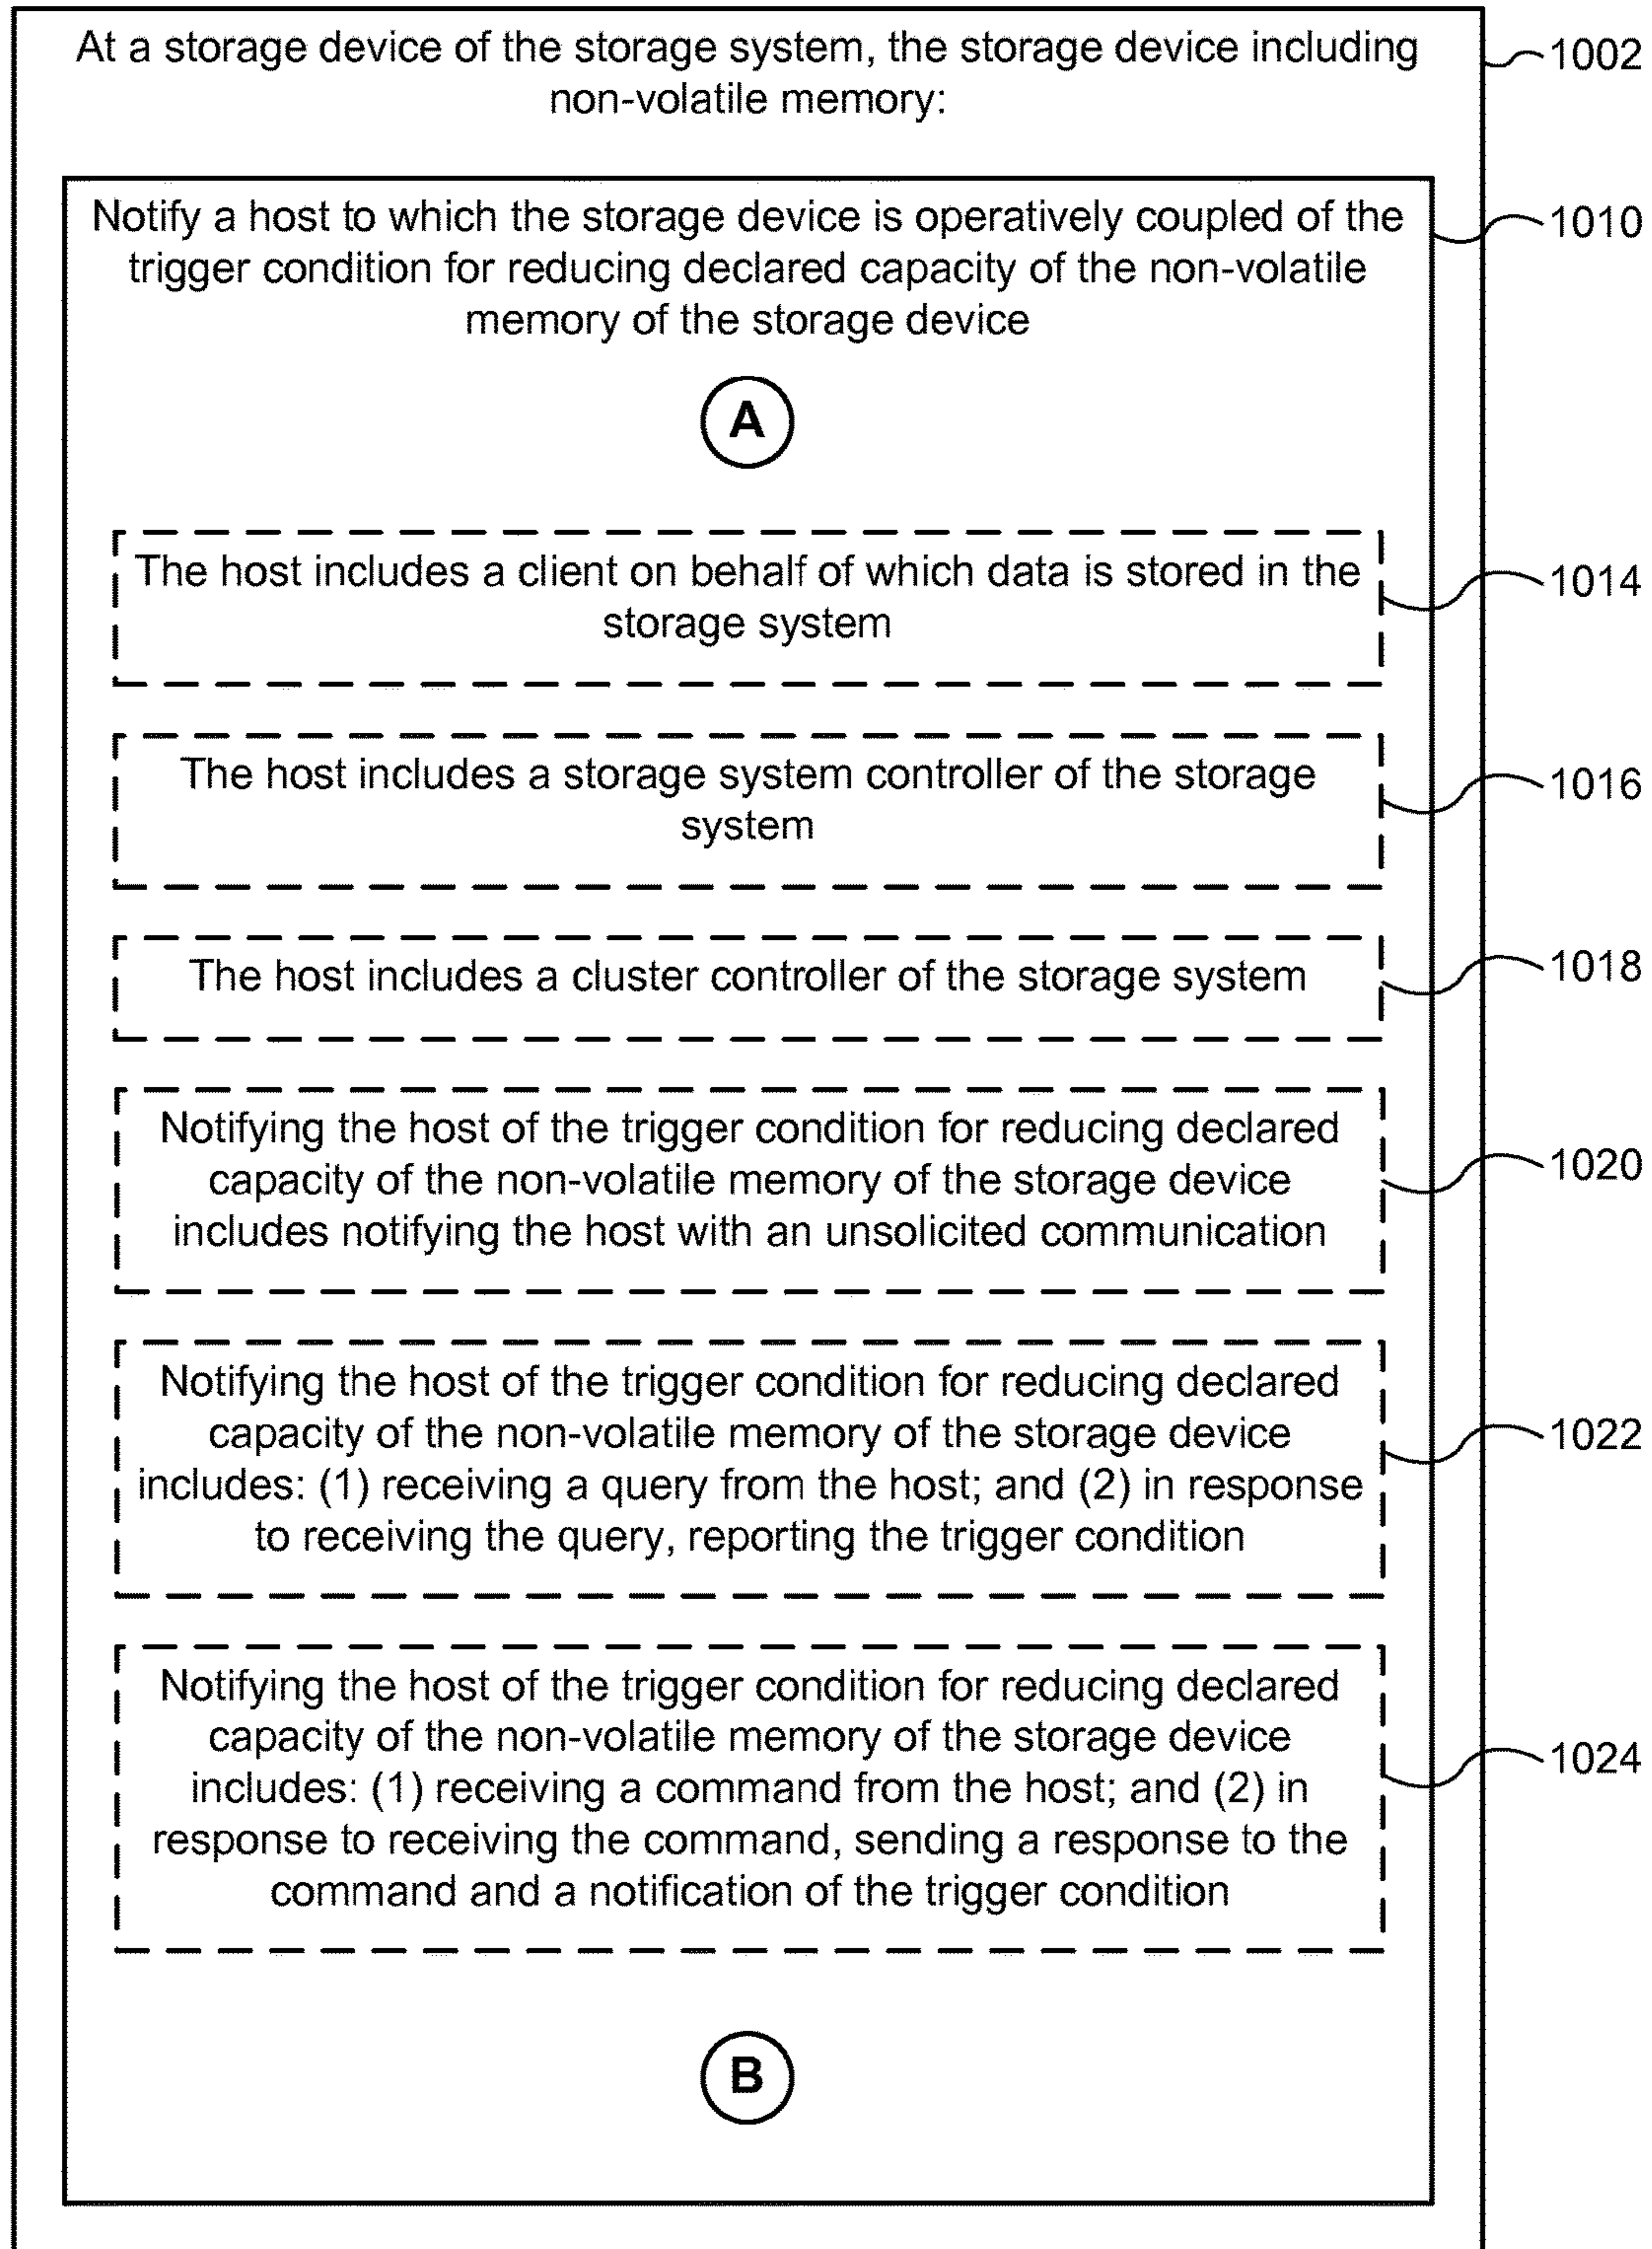 At a storage device of the storage system, the storage device including
non-volatile memory:
1002
Notify a host to which the storage device is operatively coupled of the
trigger condition for reducing declared capacity of the non-volatile
memory of the storage device
1010
A
The host includes a client on behalf of which data is stored in the
storage system
1014
The host includes a storage system controller of the storage
system
1016
The host includes a cluster controller of the storage system
1018
Notifying the host of the trigger condition for reducing declared
capacity of the non-volatile memory of the storage device
includes notifying the host with an unsolicited communication
1020
Notifying the host of the trigger condition for reducing declared
capacity of the non-volatile memory of the storage device
includes: (1) receiving a query from the host; and (2) in response
to receiving the query, reporting the trigger condition
1022
Notifying the host of the trigger condition for reducing declared
capacity of the non-volatile memory of the storage device
includes: (1) receiving a command from the host; and (2) in
response to receiving the command, sending a response to the
command and a notification of the trigger condition
1024
B